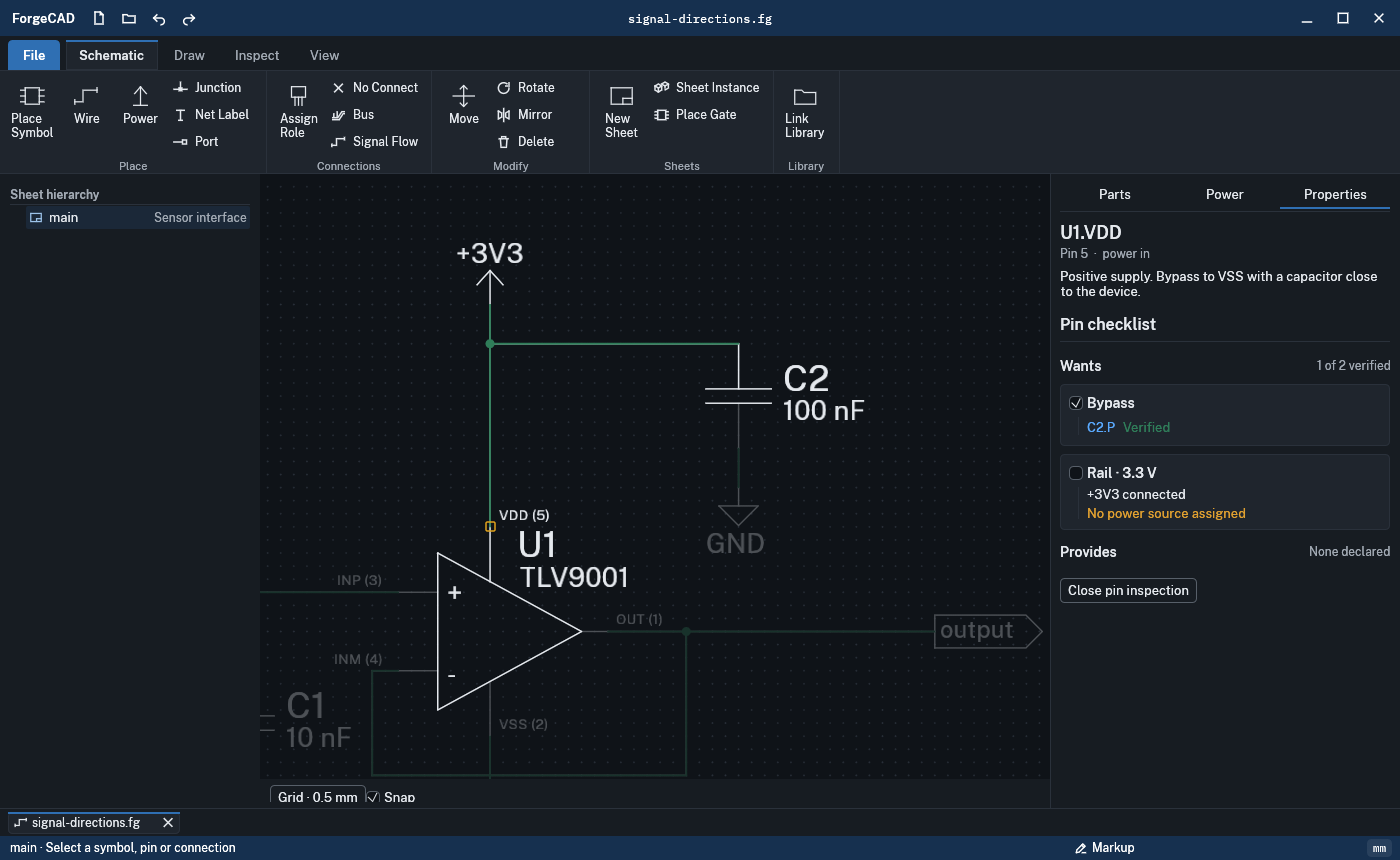 ForgeCAD
signal-directions.fg
File
Schematic
Draw
Inspect
View
Place Symbol
Wire
Power
Junction
Net Label
Port
Place
Assign Role
No Connect
Bus
Signal Flow
Connections
Move
Rotate
Mirror
Delete
Modify
New Sheet
Sheet Instance
Place Gate
Sheets
Link Library
Library
Sheet hierarchy
main
Sensor interface
+3V3
C2
100 nF
GND
VDD (5)
U1
TLV9001
INP (3)
+
OUT (1)
output
INM (4)
-
C1
10 nF
VSS (2)
Grid · 0.5 mm
Snap
Parts
Power
Properties
U1.VDD
Pin 5 · power in
Positive supply. Bypass to VSS with a capacitor close
to the device.
Pin checklist
Wants
1 of 2 verified
Bypass
C2.P Verified
Rail · 3.3 V
+3V3 connected
No power source assigned
Provides
None declared
Close pin inspection
signal-directions.fg
main · Select a symbol, pin or connection
Markup
mm